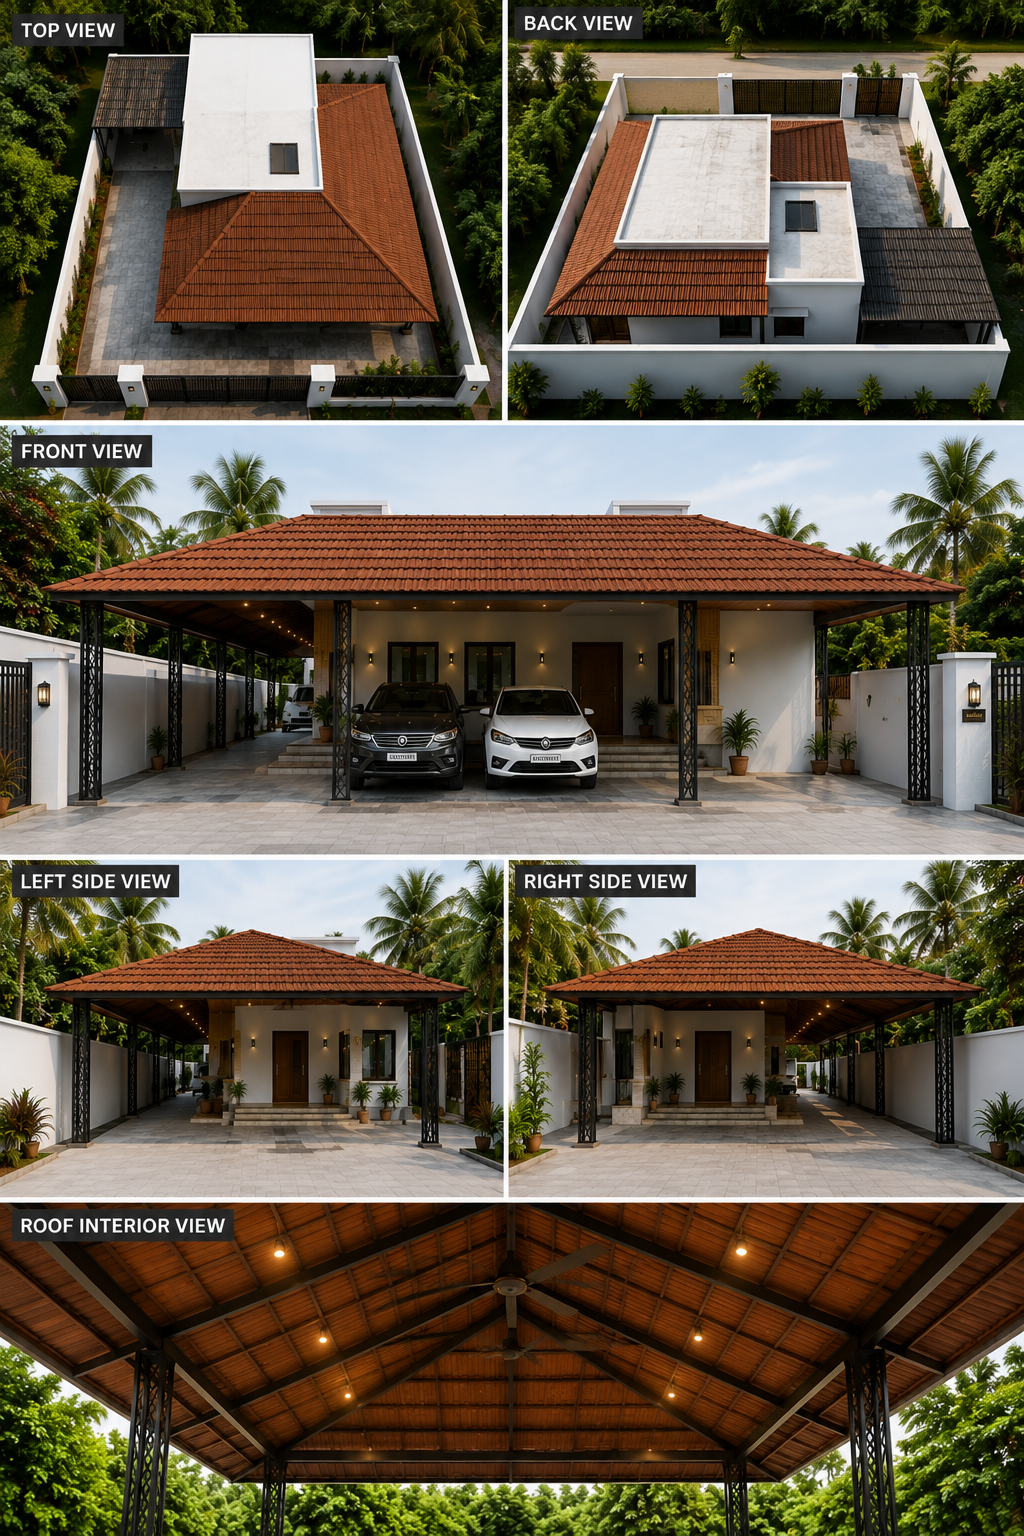 TOP VIEW
BACK VIEW
FRONT VIEW
LEFT SIDE VIEW
RIGHT SIDE VIEW
ROOF INTERIOR VIEW